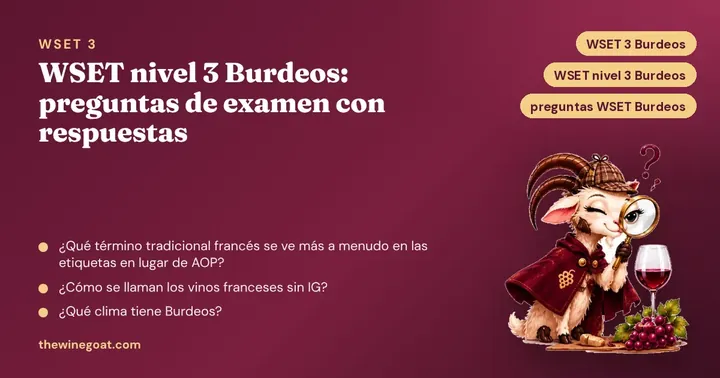 WSET 3
WSET nivel 3 Burdeos:
preguntas de examen con
respuestas
WSET 3 Burdeos
WSET nivel 3 Burdeos
preguntas WSET Burdeos
¿Qué término tradicional francés se ve más a menudo en las
etiquetas en lugar de AOP?
¿Cómo se llaman los vinos franceses sin IG?
¿Qué clima tiene Burdeos?
thewinegoat.com